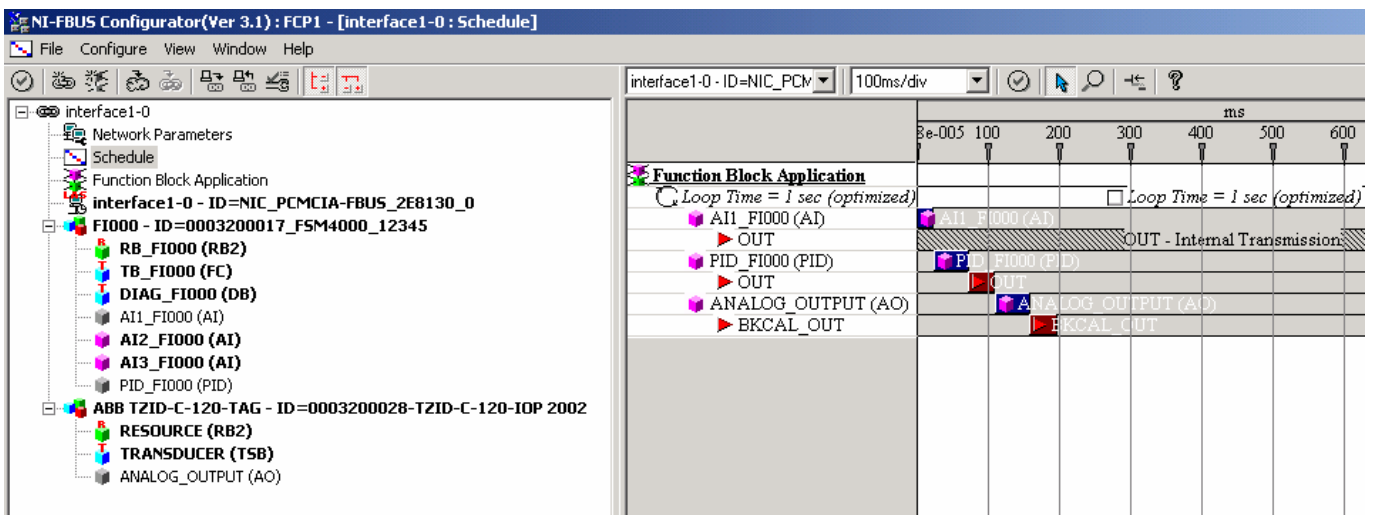 NI-FBUS Configurator(Ver 3.1) : FCP1 - [interface1-0 : Schedule]
File Configure View Window Help
interface1-0 - ID=NIC_PCM 100ms/div
interface1-0
Network Parameters
Schedule
Function Block Application
interface1-0 - ID=NIC_PCMCIA-FBUS_2E8130_0
FI000 - ID=0003200017_FSM4000_12345
RB_FI000 (RB2)
TB_FI000 (FC)
DIAG_FI000 (DB)
AI1_FI000 (AI)
AI2_FI000 (AI)
AI3_FI000 (AI)
PID_FI000 (PID)
ABB TZID-C-120-TAG - ID=0003200028-TZID-C-120-IOP 2002
RESOURCE (RB2)
TRANSDUCER (TSB)
ANALOG_OUTPUT (AO)
ms
8e-005 100 200 300 400 500 600
Function Block Application
Loop Time = 1 sec (optimized) Loop Time = 1 sec (optimized)
AI1_FI000 (AI) AI1_FI000 (AI)
OUT OUT - Internal Transmission
PID_FI000 (PID) PID_FI000 (PID)
OUT OUT
ANALOG_OUTPUT (AO) ANALOG_OUTPUT (AO)
BKCAL_OUT BKCAL_OUT